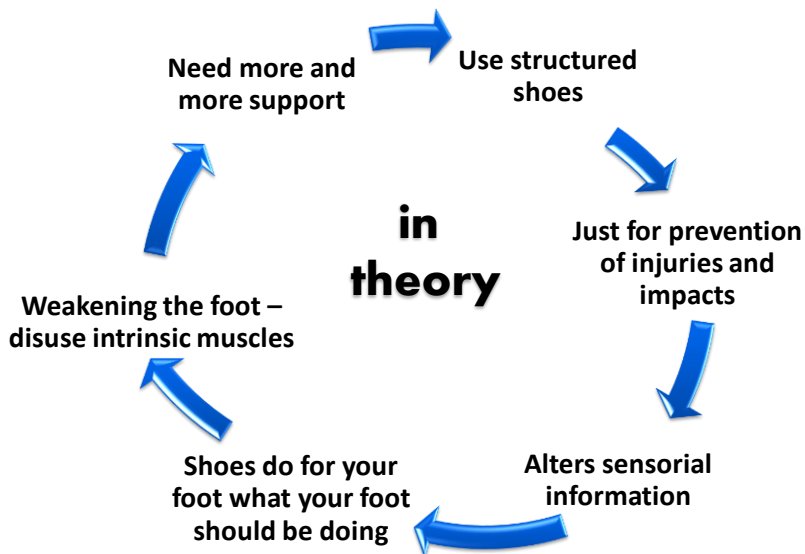 Need more and
more support
Use structured
shoes
Just for prevention
of injuries and
impacts
Alters sensorial
information
Shoes do for your
foot what your foot
should be doing
Weakening the foot –
disuse intrinsic muscles
in
theory